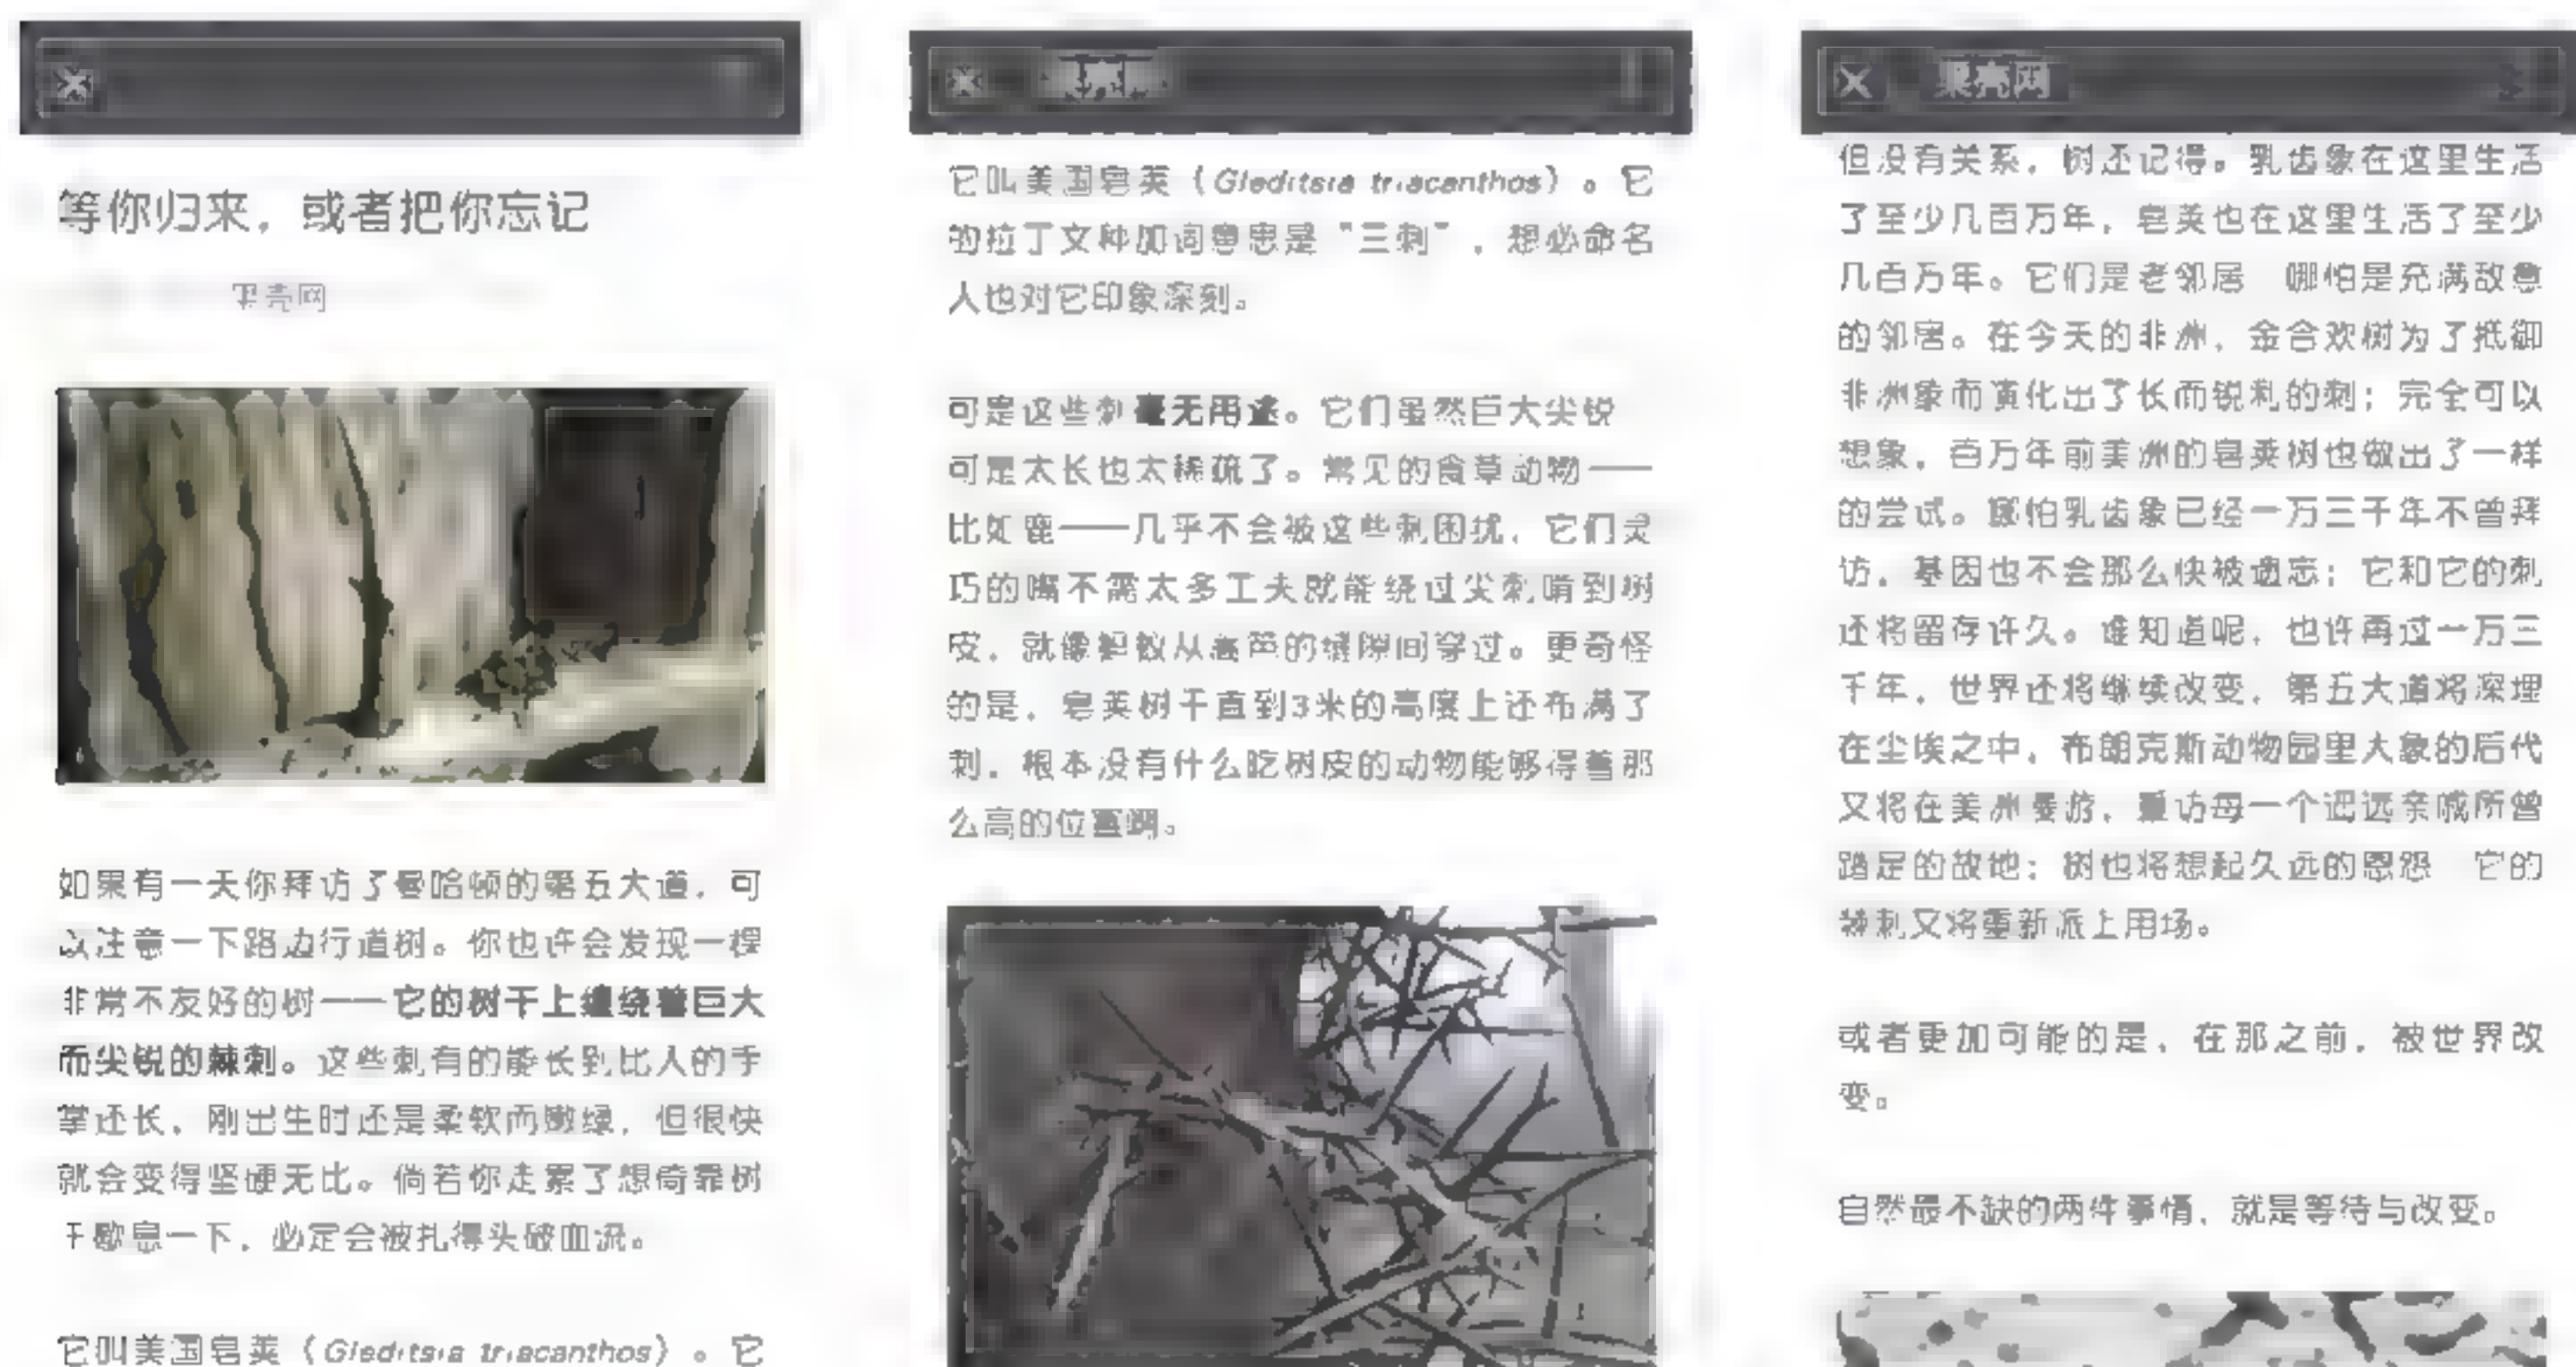 等你归来，或者把你忘记
果壳网
如果有一天你拜访了曼哈顿的第五大道，可
以注意一下路边行道树。你也许会发现一棵
非常不友好的树——它的树干上缠绕着巨大
而尖锐的棘刺。这些刺有的能长到比人的手
掌还长，刚出生时还是柔软而嫩绿，但很快
就会变得坚硬无比。倘若你走累了想倚靠树
干歇息一下，必定会被扎得头破血流。
它叫美国皂荚（Gleditsia triacanthos）。它
它叫美国皂荚（Gleditsia triacanthos）。它
的拉丁文种加词意思是“三刺”，想必命名
人也对它印象深刻。
可是这些刺毫无用途。它们虽然巨大尖锐
可是太长也太稀疏了。常见的食草动物——
比如鹿——几乎不会被这些刺困扰，它们灵
巧的嘴不需太多工夫就能绕过尖刺啃到树
皮，就像蚂蚁从篱笆的缝隙间穿过。更奇怪
的是，皂荚树干直到3米的高度上还布满了
刺，根本没有什么吃树皮的动物能够得着那
么高的位置啊。
果壳网
但没有关系，树还记得。乳齿象在这里生活
了至少几百万年，皂荚也在这里生活了至少
几百万年。它们是老邻居 哪怕是充满敌意
的邻居。在今天的非洲，金合欢树为了抵御
非洲象而演化出了长而锐利的刺；完全可以
想象，百万年前美洲的皂荚树也做出了一样
的尝试。哪怕乳齿象已经一万三千年不曾拜
访，基因也不会那么快被遗忘；它和它的刺
还将留存许久。谁知道呢，也许再过一万三
千年，世界还将继续改变，第五大道将深埋
在尘埃之中，布朗克斯动物园里大象的后代
又将在美洲漫游，重访每一个远亲戚所曾
踏足的故地；树也将想起久远的恩怨 它的
棘刺又将重新派上用场。
或者更加可能的是，在那之前，被世界改
变。
自然最不缺的两件事情，就是等待与改变。